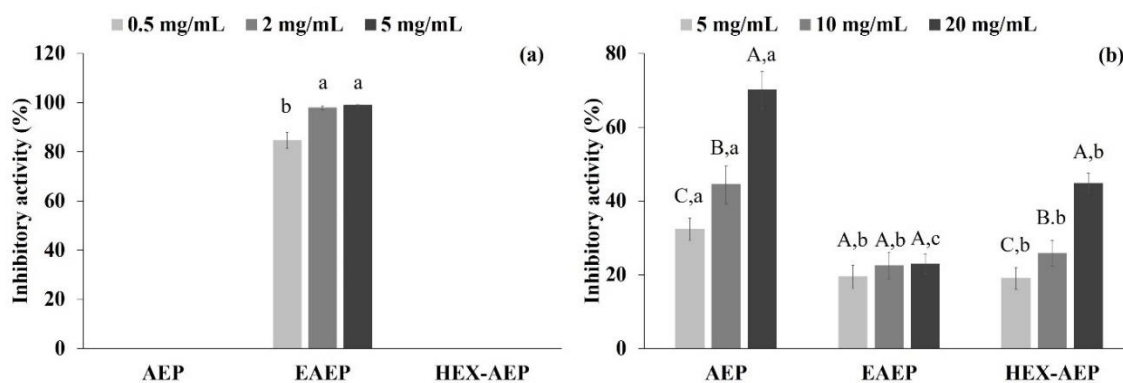 0.5 mg/mL 2 mg/mL 5 mg/mL
(a)
Inhibitory activity (%)
120
100
80
60
40
20
0
b a a
AEP EAEP HEX-AEP
5 mg/mL 10 mg/mL 20 mg/mL
(b)
Inhibitory activity (%)
80
60
40
20
0
C,a B,a A,a
A,b A,b A,c
C,b B.b A,b
AEP EAEP HEX-AEP